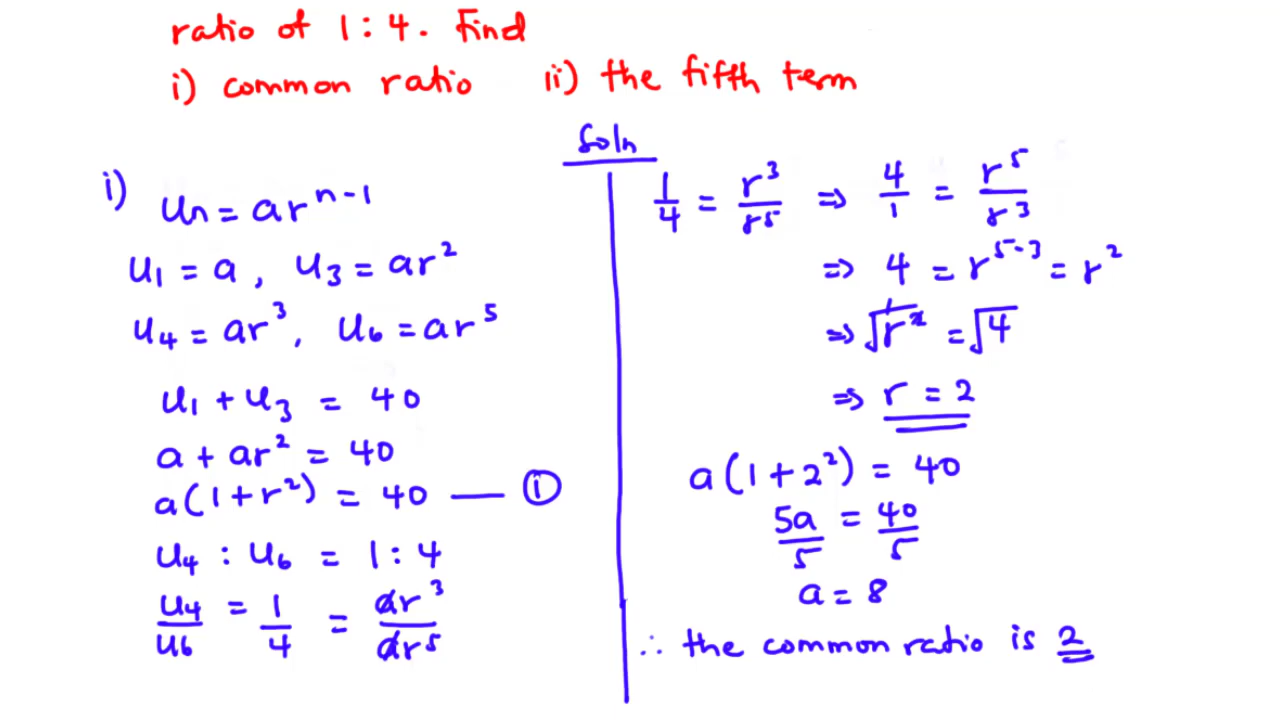 ratio of 1 : 4. Find
i) common ratio ii) the fifth term
Soln
i) Un = ar^(n-1)
U1 = a, U3 = ar²
U4 = ar³, U6 = ar⁵
U1 + U3 = 40
a + ar² = 40
a(1 + r²) = 40 — ①
U4 : U6 = 1 : 4
U4/U6 = 1/4 = ar³/ar⁵
1/4 = r³/r⁵ ⇒ 4/1 = r⁵/r³
⇒ 4 = r^(5-3) = r²
⇒ √r² = √4
⇒ r = 2
a(1 + 2²) = 40
5a/5 = 40/5
a = 8
∴ the common ratio is 2